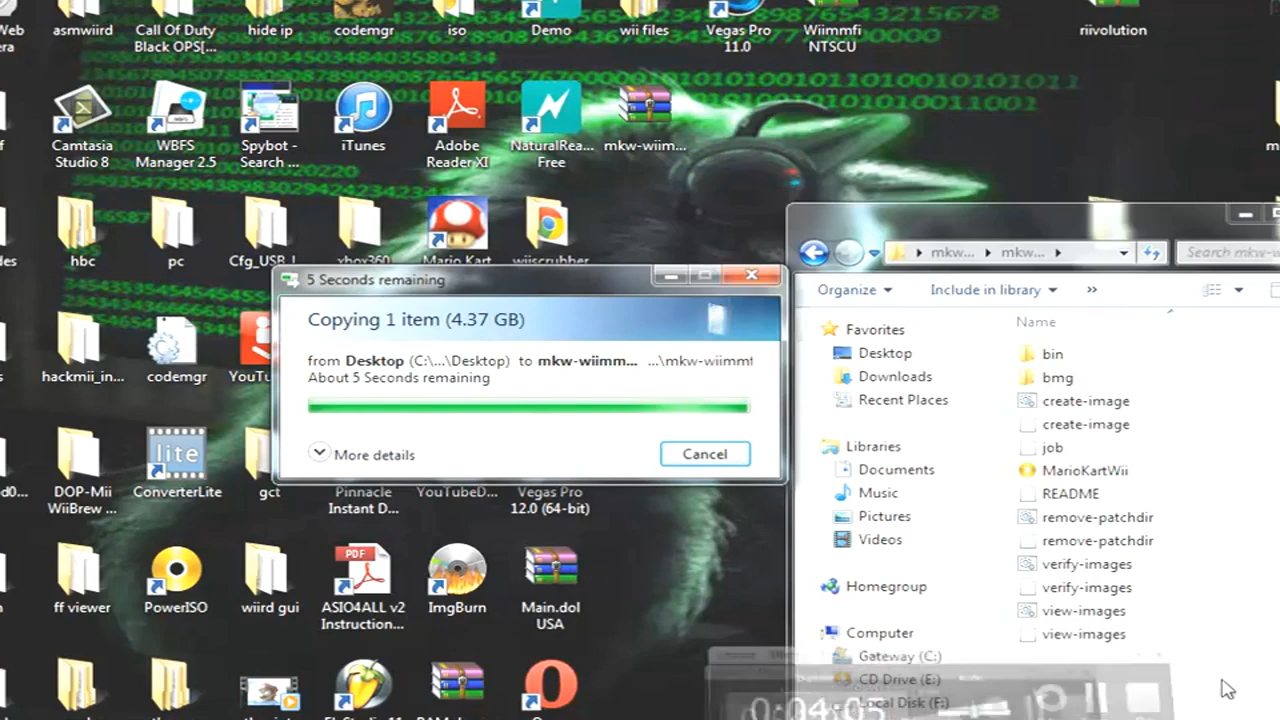 asmwiird
Call Of Duty
Black OPS[...
hide ip
codemgr
iso
Demo
wii files
Vegas Pro
11.0
Wiimmfi
NTSCU
riivolution
Camtasia
Studio 8
WBFS
Manager 2.5
Spybot -
Search ...
iTunes
Adobe
Reader XI
NaturalRea...
Free
mkw-wiim...
hbc
pc
Cfg_USB_L
xbox360
Mario Kart
wiiscrubber
hackmii_in...
codemgr
DOP-Mii
WiiBrew ...
lite
ConverterLite
gct
Pinnacle
Instant D...
YouTubeD...
Vegas Pro
12.0 (64-bit)
ff viewer
PowerISO
wiird gui
PDF
ASIO4ALL v2
Instruction...
ImgBurn
Main.dol
USA
5 Seconds remaining
Copying 1 item (4.37 GB)
from Desktop (C:\...\Desktop) to mkw-wiimm... ...\mkw-wiimmf
About 5 Seconds remaining
More details
Cancel
mkw...
mkw...
Search mkw-w
Organize
Include in library
»
Favorites
Desktop
Downloads
Recent Places
Libraries
Documents
Music
Pictures
Videos
Homegroup
Computer
Gateway (C:)
CD Drive (E:)
Local Disk (F:)
Name
bin
bmg
create-image
create-image
job
MarioKartWii
README
remove-patchdir
remove-patchdir
verify-images
verify-images
view-images
view-images
0:04:05